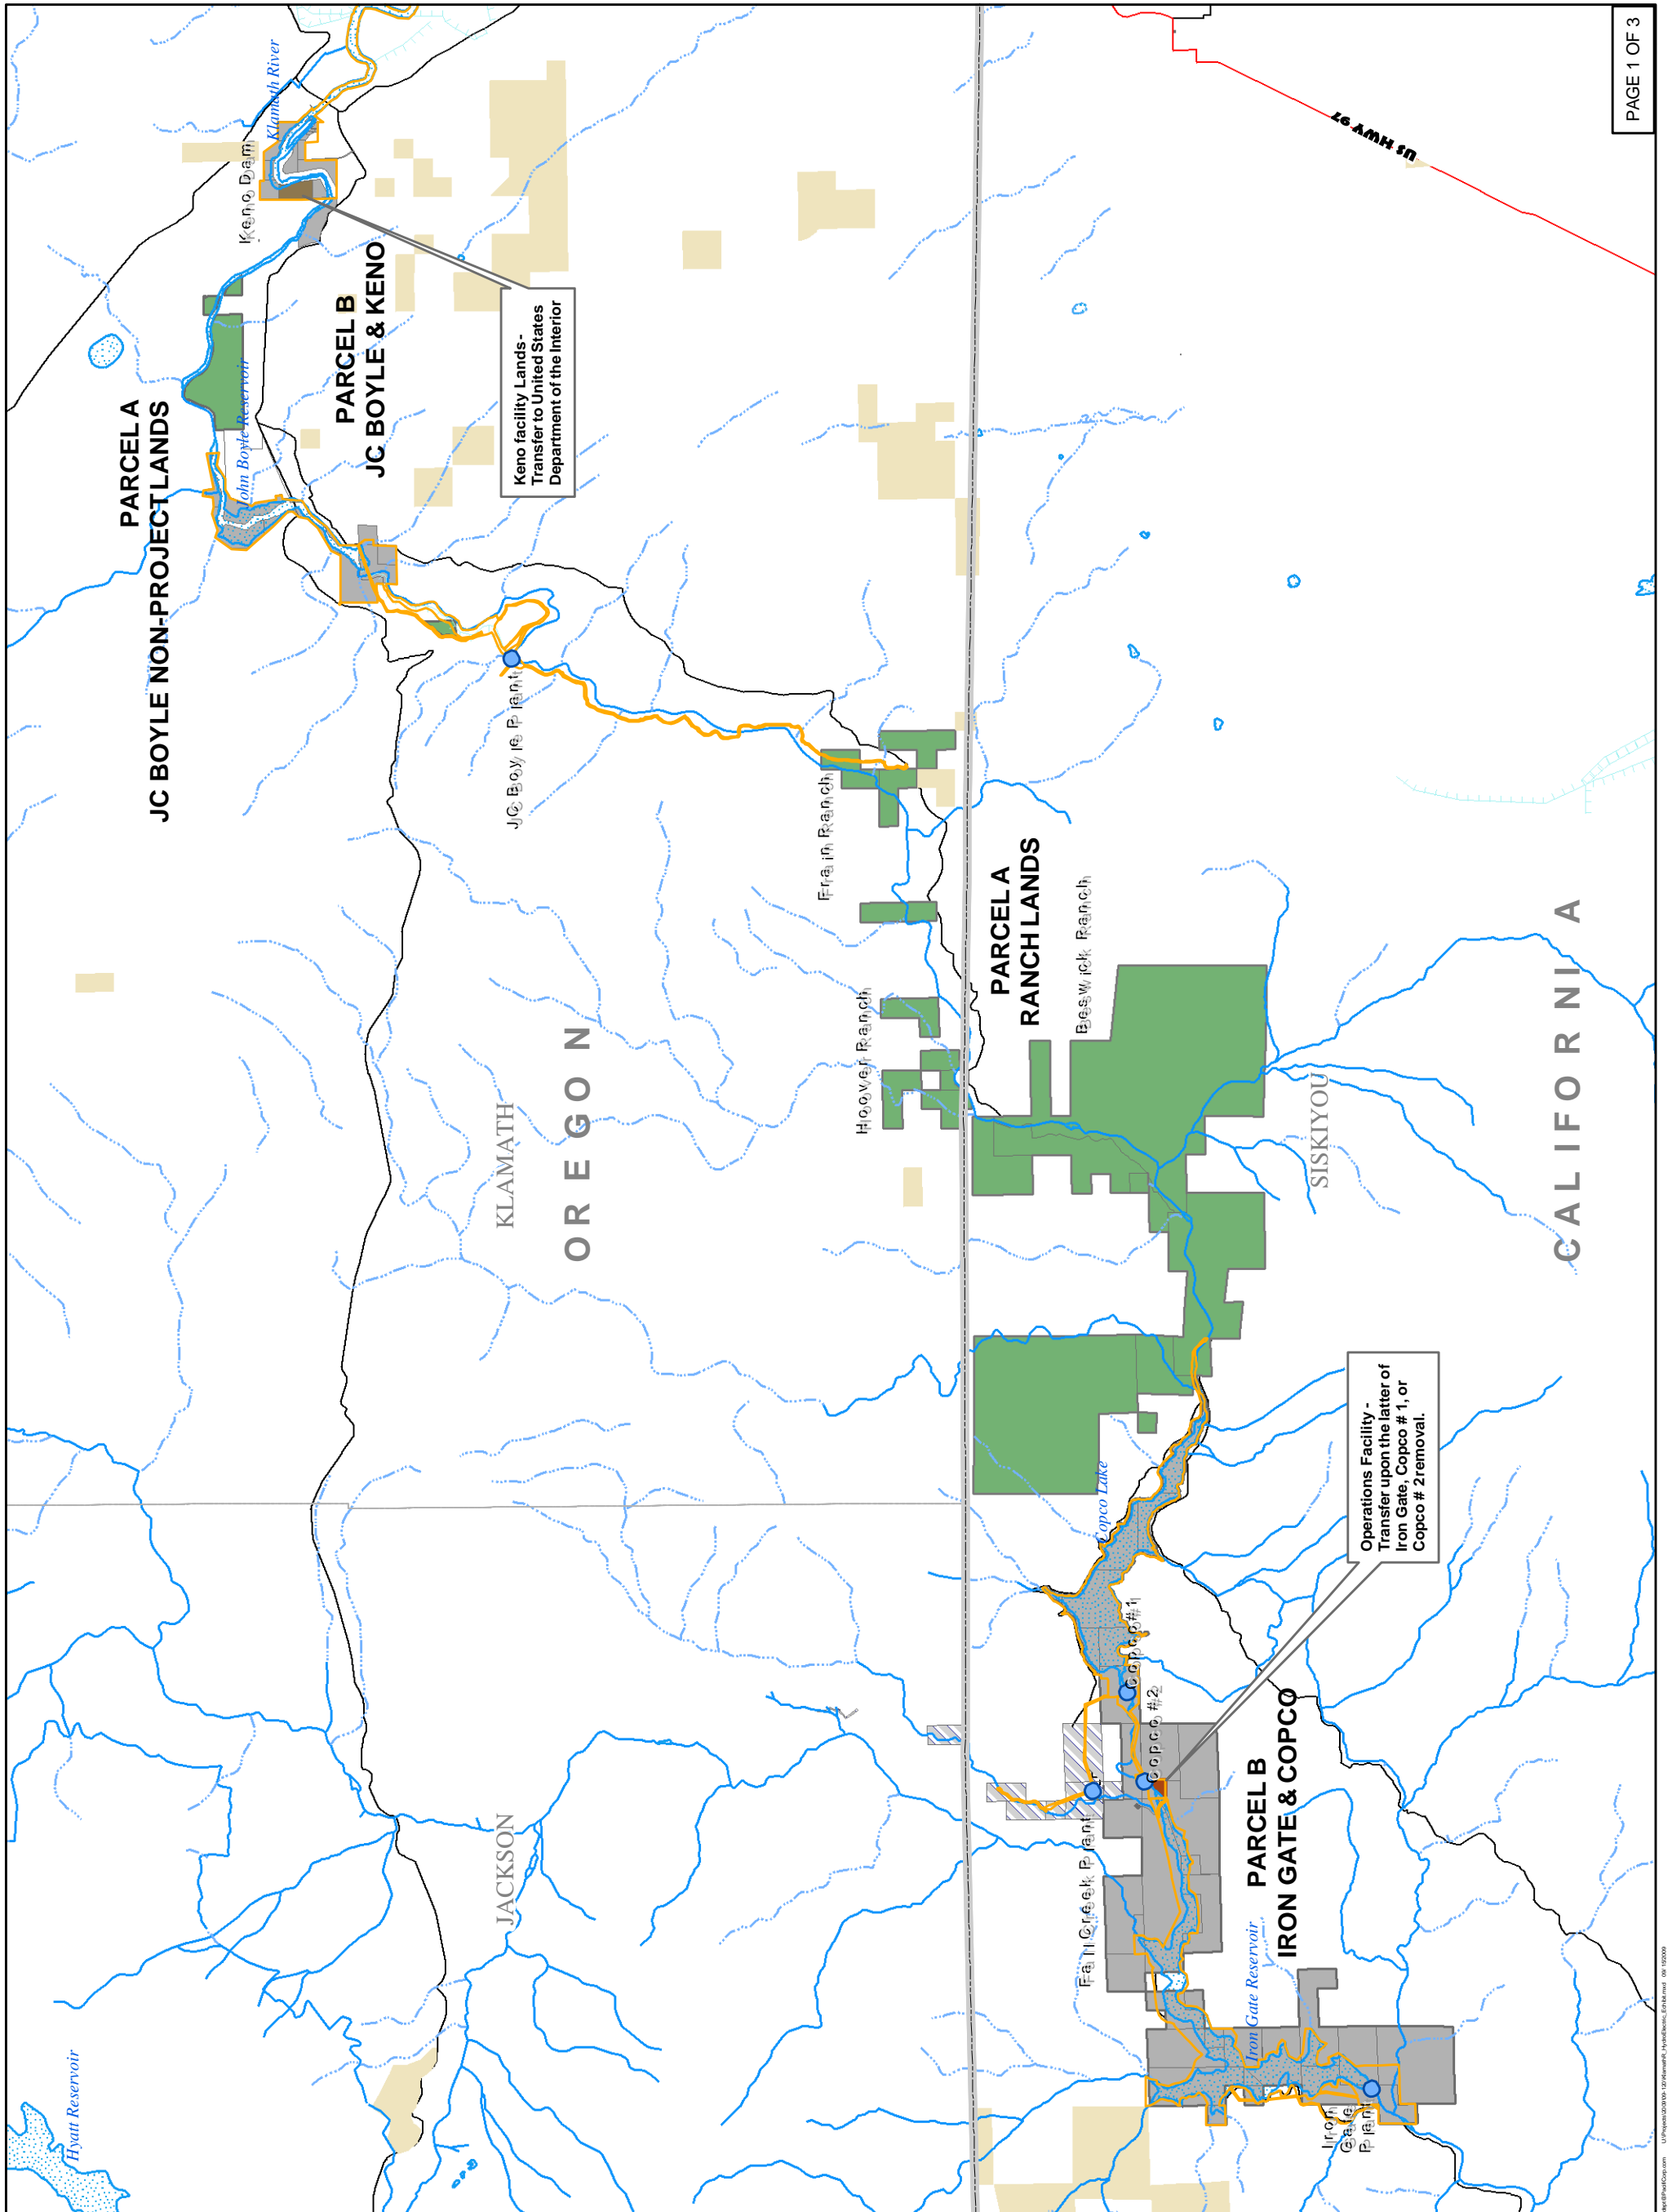 PAGE 1 OF 3
US HWY 97
Klamath River
Keno Dam
PARCEL A
JC BOYLE NON-PROJECT LANDS
John Boyle Reservoir
PARCEL B
JC BOYLE & KENO
Keno facility Lands -
Transfer to United States
Department of the Interior
JC Boyle Plant
Frain Ranch
PARCEL A
RANCH LANDS
Beswick Ranch
Hoover Ranch
KLAMATH
OREGON
SISKIYOU
CALIFORNIA
Copco Lake
Operations Facility -
Transfer upon the latter of
Iron Gate, Copco # 1, or
Copco # 2 removal.
Copco #1
Copco #2
PARCEL B
IRON GATE & COPCO
Fall Creek Plant
JACKSON
Iron Gate Reservoir
Iron
Gate
Plant
Hyatt Reservoir